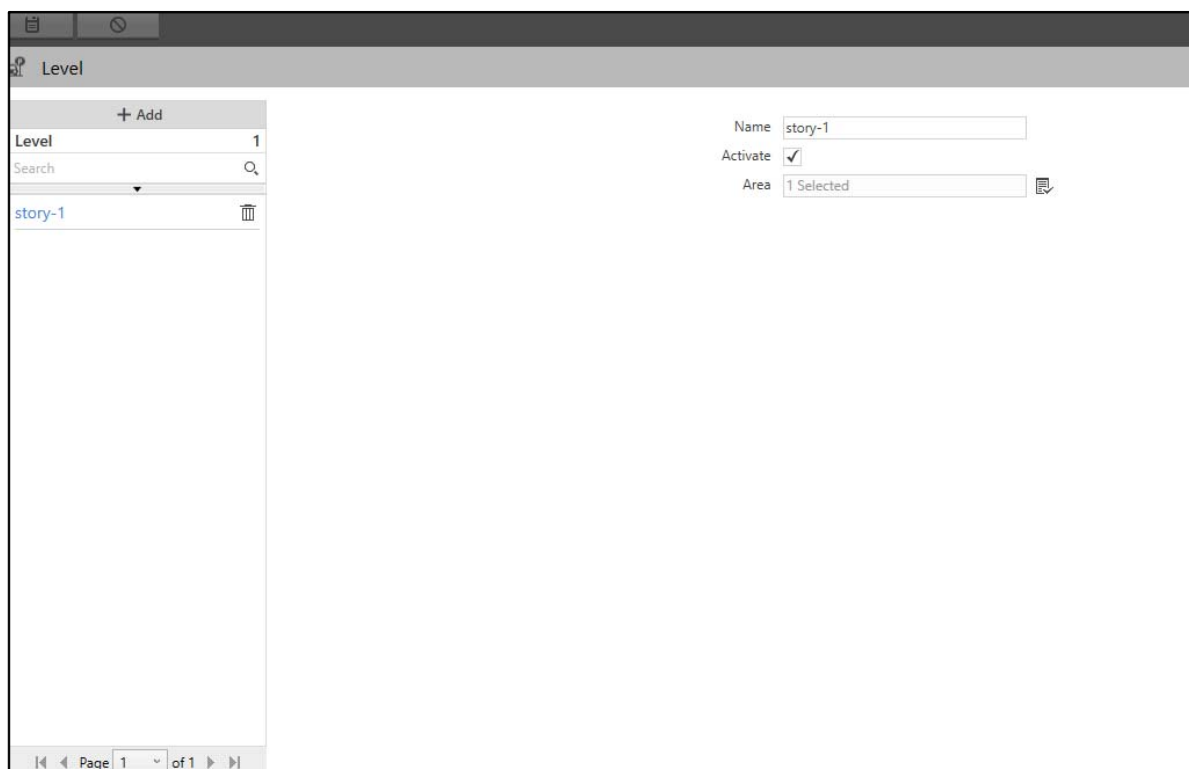 Level
+ Add
Level 1
Search
story-1
Page 1 of 1
Name story-1
Activate
Area 1 Selected